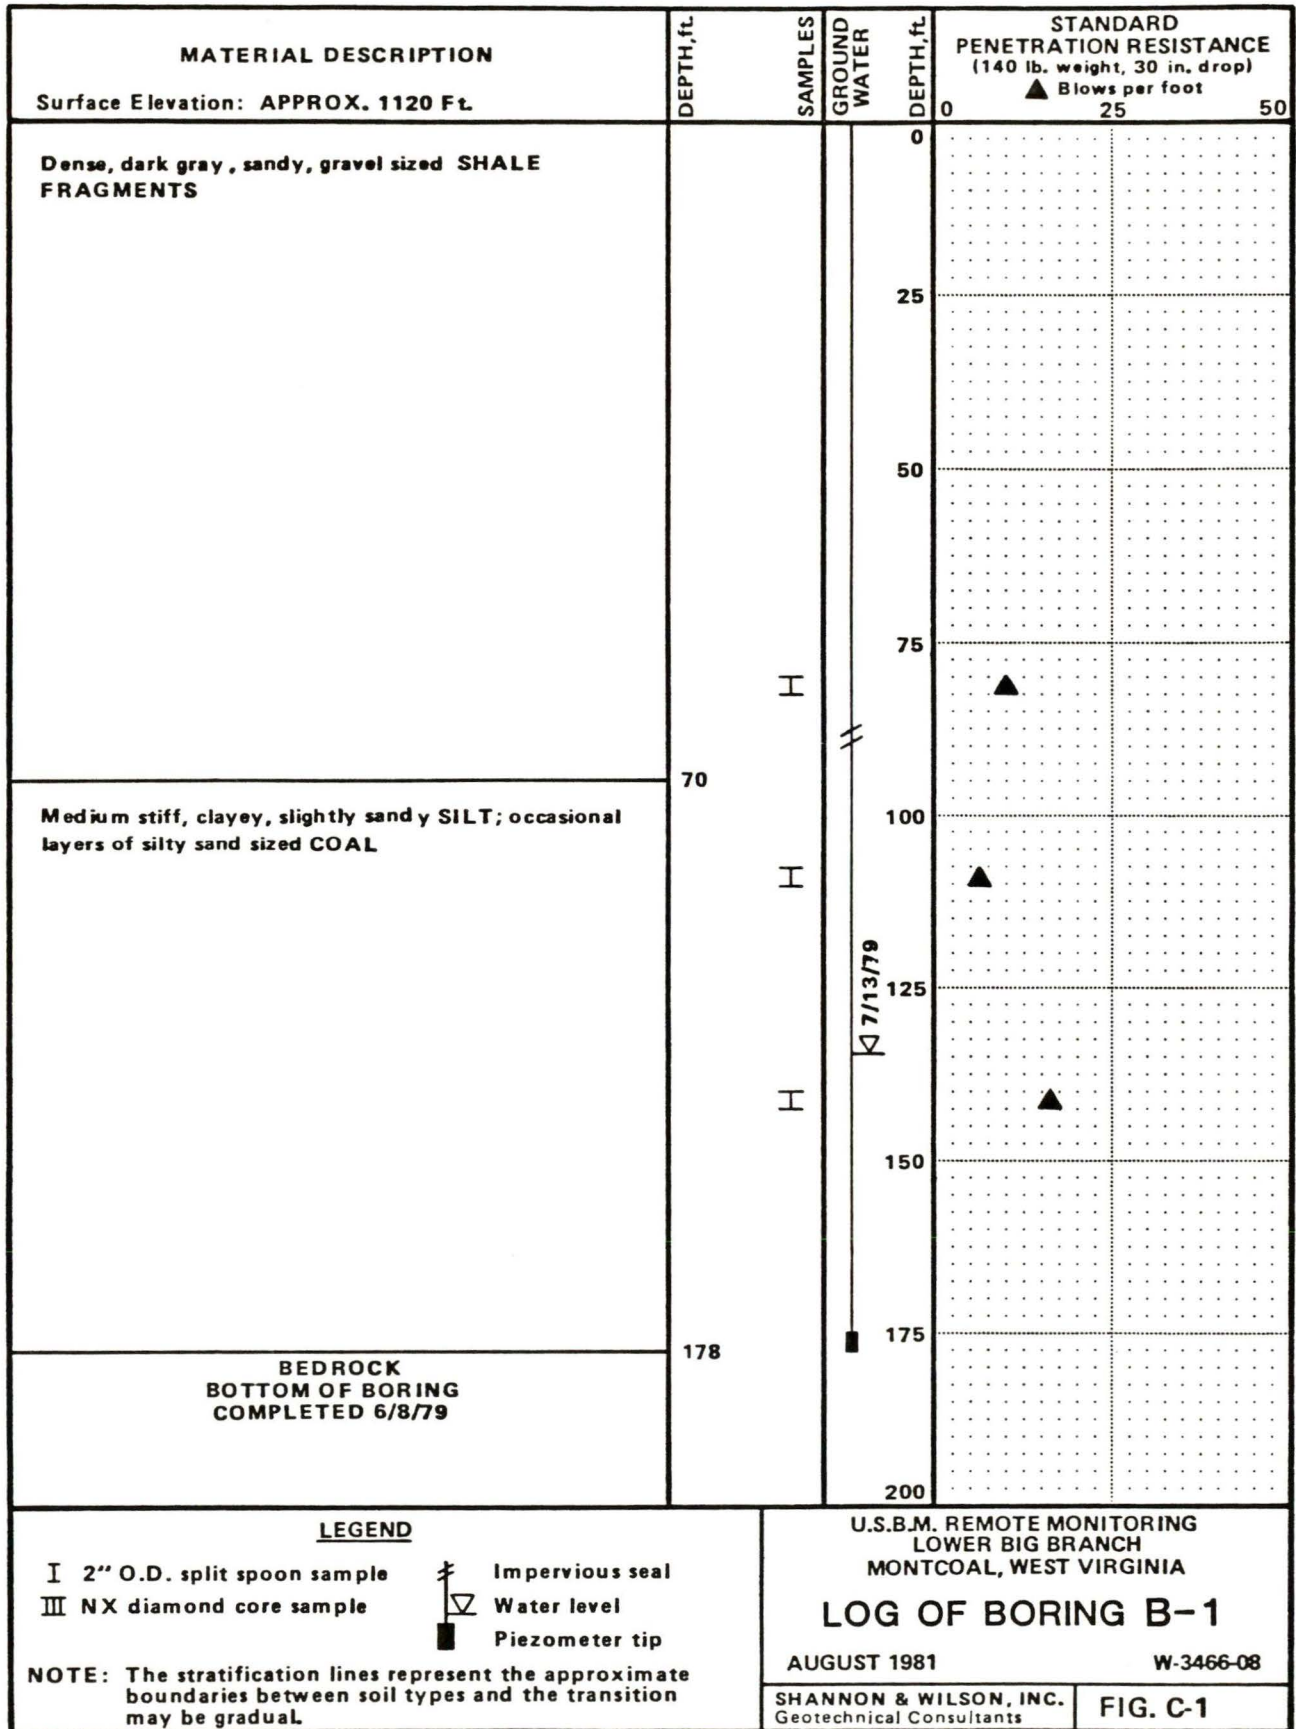 MATERIAL DESCRIPTION
Surface Elevation: APPROX. 1120 Ft.
DEPTH,ft.
SAMPLES
GROUND
WATER
DEPTH,ft.
STANDARD
PENETRATION RESISTANCE
(140 lb. weight, 30 in. drop)
▲ Blows per foot
0 25 50
Dense, dark gray, sandy, gravel sized SHALE
FRAGMENTS
0
25
50
75
70
Medium stiff, clayey, slightly sandy SILT; occasional
layers of silty sand sized COAL
100
7/13/79
125
150
175
178
BEDROCK
BOTTOM OF BORING
COMPLETED 6/8/79
200
LEGEND
2" O.D. split spoon sample
NX diamond core sample
Impervious seal
Water level
Piezometer tip
NOTE: The stratification lines represent the approximate
boundaries between soil types and the transition
may be gradual.
U.S.B.M. REMOTE MONITORING
LOWER BIG BRANCH
MONTCOAL, WEST VIRGINIA
LOG OF BORING B-1
AUGUST 1981 W-3466-08
SHANNON & WILSON, INC.
Geotechnical Consultants
FIG. C-1